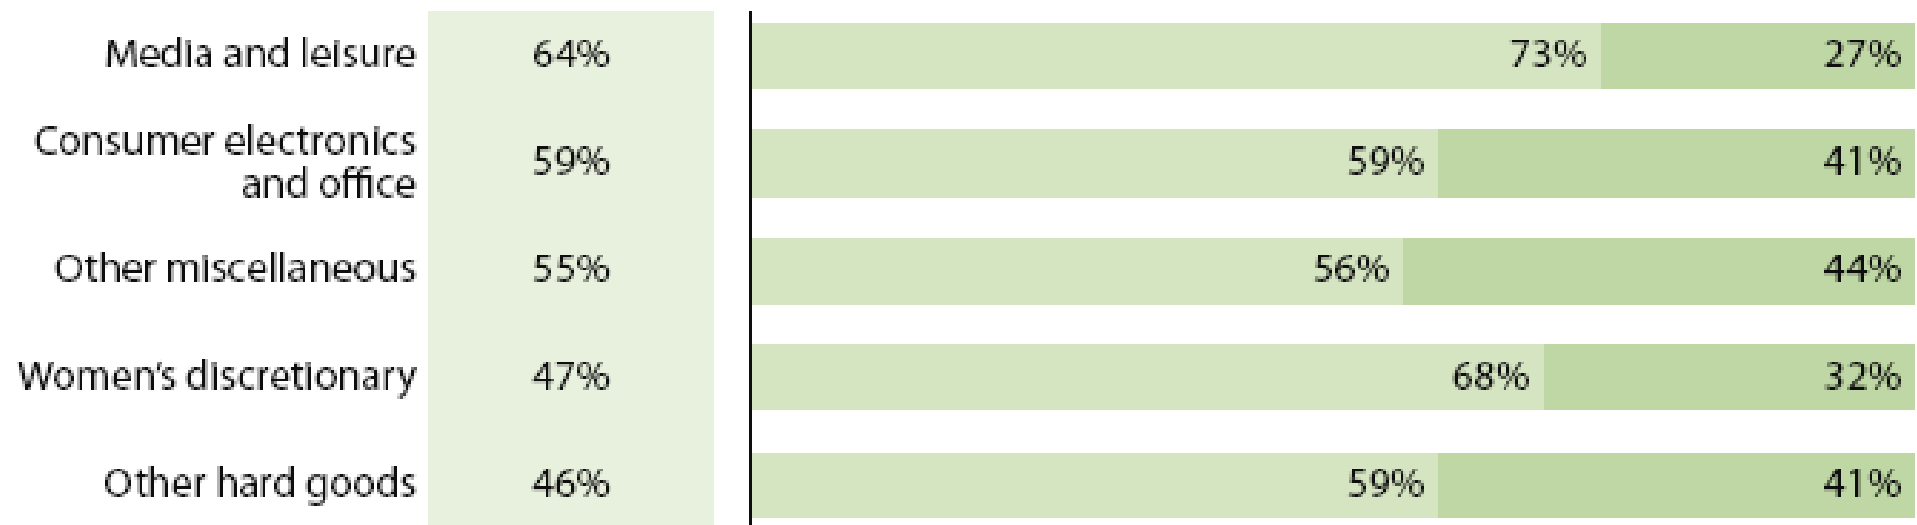 Media and leisure 64% 73% 27%
Consumer electronics
and office 59% 59% 41%
Other miscellaneous 55% 56% 44%
Women's discretionary 47% 68% 32%
Other hard goods 46% 59% 41%